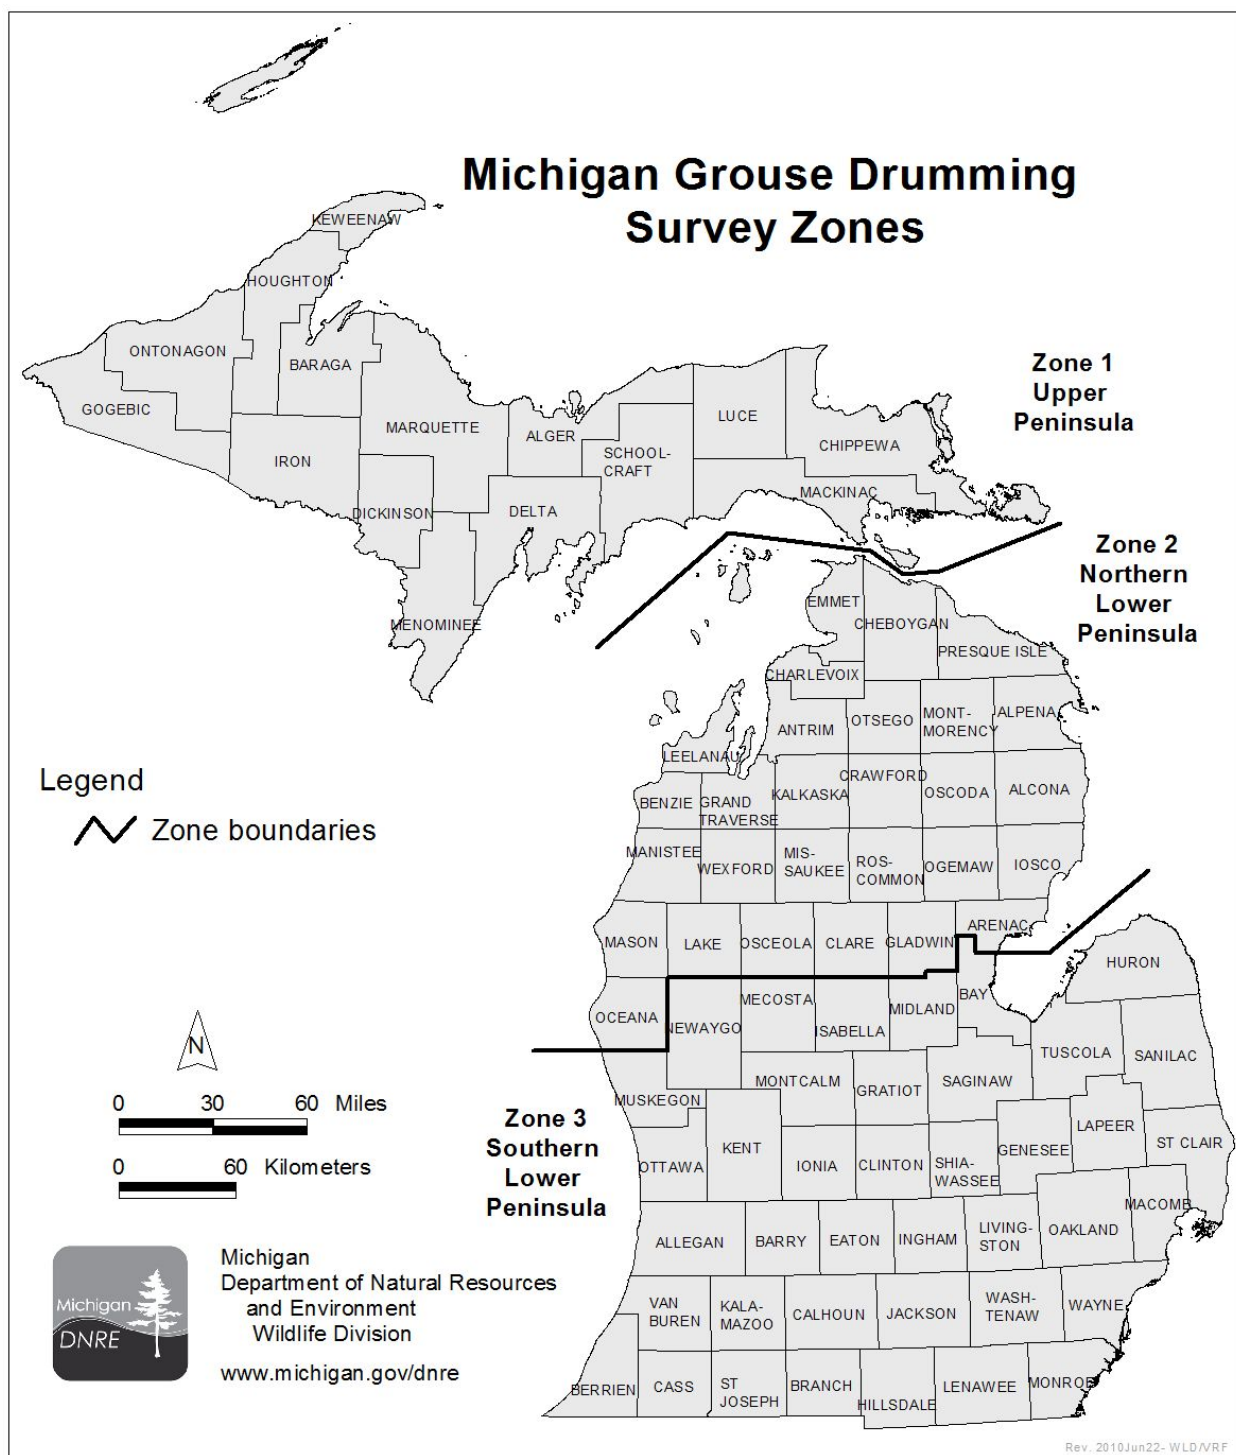 Michigan Grouse Drumming
Survey Zones
KEWEENAW
HOUGHTON
ONTONAGON
BARAGA
GOGEBIC
MARQUETTE
ALGER
LUCE
CHIPPEWA
IRON
SCHOOL-
CRAFT
MACKINAC
DICKINSON
DELTA
MENOMINEE
Zone 1
Upper
Peninsula
Zone 2
Northern
Lower
Peninsula
EMMET
CHEBOYGAN
PRESQUE ISLE
CHARLEVOIX
ANTRIM
OTSEGO
MONT-
MORENCY
ALPENA
LEELANAU
BENZIE
GRAND
TRAVERSE
KALKASKA
CRAWFORD
OSCODA
ALCONA
MANISTEE
WEXFORD
MIS-
SAUKEE
ROS-
COMMON
OGEMAW
IOSCO
MASON
LAKE
OSCEOLA
CLARE
GLADWIN
ARENAC
HURON
OCEANA
NEWAYGO
MECOSTA
ISABELLA
MIDLAND
BAY
TUSCOLA
SANILAC
MUSKEGON
MONTCALM
GRATIOT
SAGINAW
LAPEER
ST CLAIR
GENESEE
OTTAWA
KENT
IONIA
CLINTON
SHIA-
WASSEE
MACOMB
OAKLAND
LIVING-
STON
INGHAM
EATON
BARRY
ALLEGAN
VAN
BUREN
KALA-
MAZOO
CALHOUN
JACKSON
WASH-
TENAW
WAYNE
BERRIEN
CASS
ST
JOSEPH
BRANCH
HILLSDALE
LENAWEE
MONROE
Zone 3
Southern
Lower
Peninsula
Legend
Zone boundaries
N
0 30 60 Miles
0 60 Kilometers
Michigan
DNRE
Michigan
Department of Natural Resources
and Environment
Wildlife Division
www.michigan.gov/dnre
Rev. 2010Jun22- WLD/VRF